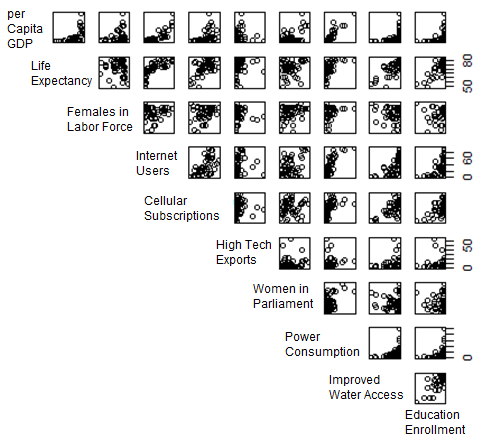 per
Capita
GDP
Life
Expectancy
80
50
Females in
Labor Force
Internet
Users
60
0
Cellular
Subscriptions
High Tech
Exports
50
0
Women in
Parliament
Power
Consumption
0
Improved
Water Access
Education
Enrollment